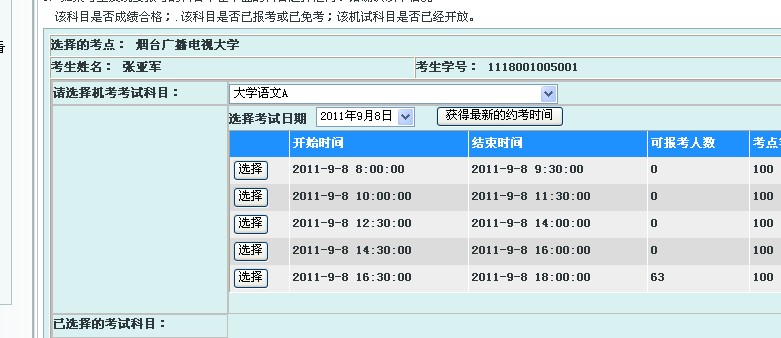 该科目是否成绩合格；.该科目是否已报考或已免考；该机试科目是否已经开放。
选择的考点： 烟台广播电视大学
考生姓名： 张亚军 考生学号： 1118001005001
请选择机考考试科目： 大学语文A
选择考试日期 2011年9月8日 获得最新的约考时间
开始时间 结束时间 可报考人数 考点
选择 2011-9-8 8:00:00 2011-9-8 9:30:00 0 100
选择 2011-9-8 10:00:00 2011-9-8 11:30:00 0 100
选择 2011-9-8 12:30:00 2011-9-8 14:00:00 0 100
选择 2011-9-8 14:30:00 2011-9-8 16:00:00 0 100
选择 2011-9-8 16:30:00 2011-9-8 18:00:00 63 100
已选择的考试科目：